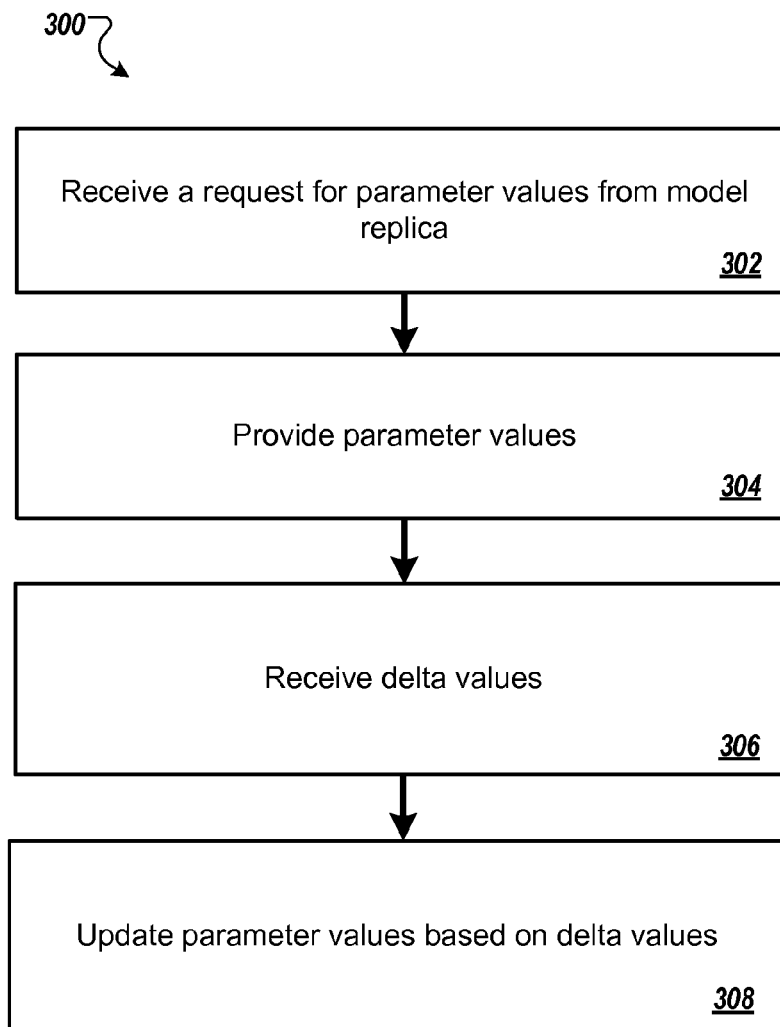 300
Receive a request for parameter values from model
replica
302
Provide parameter values
304
Receive delta values
306
Update parameter values based on delta values
308